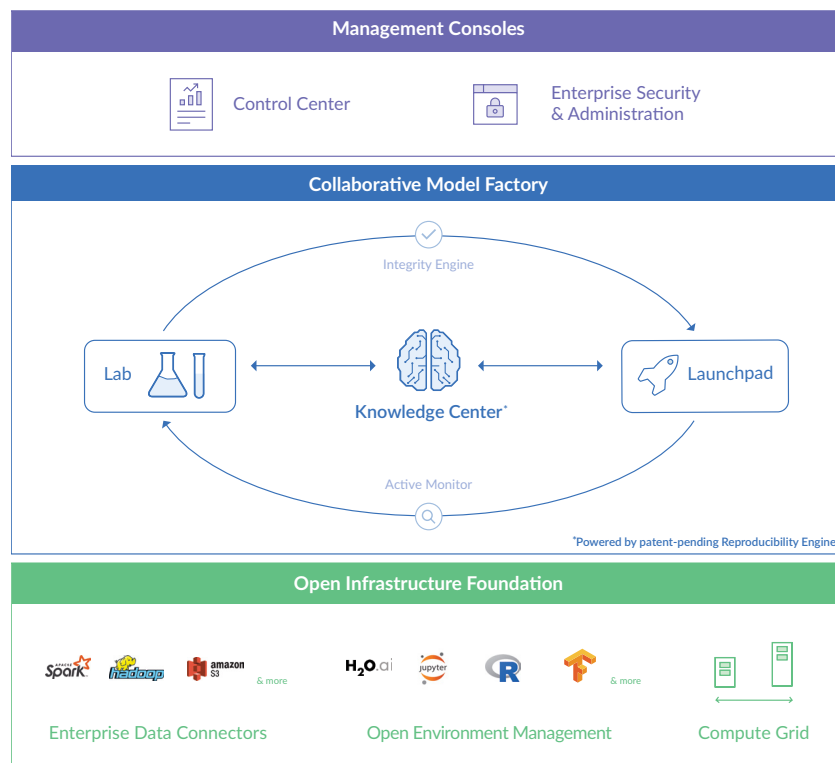 Management Consoles
Control Center
Enterprise Security
& Administration
Collaborative Model Factory
Integrity Engine
Lab
Launchpad
Knowledge Center*
Active Monitor
*Powered by patent-pending Reproducibility Engine
Open Infrastructure Foundation
APACHE
Spark
hadoop
amazon
S3
& more
H2O.ai
jupyter
R
& more
Enterprise Data Connectors
Open Environment Management
Compute Grid